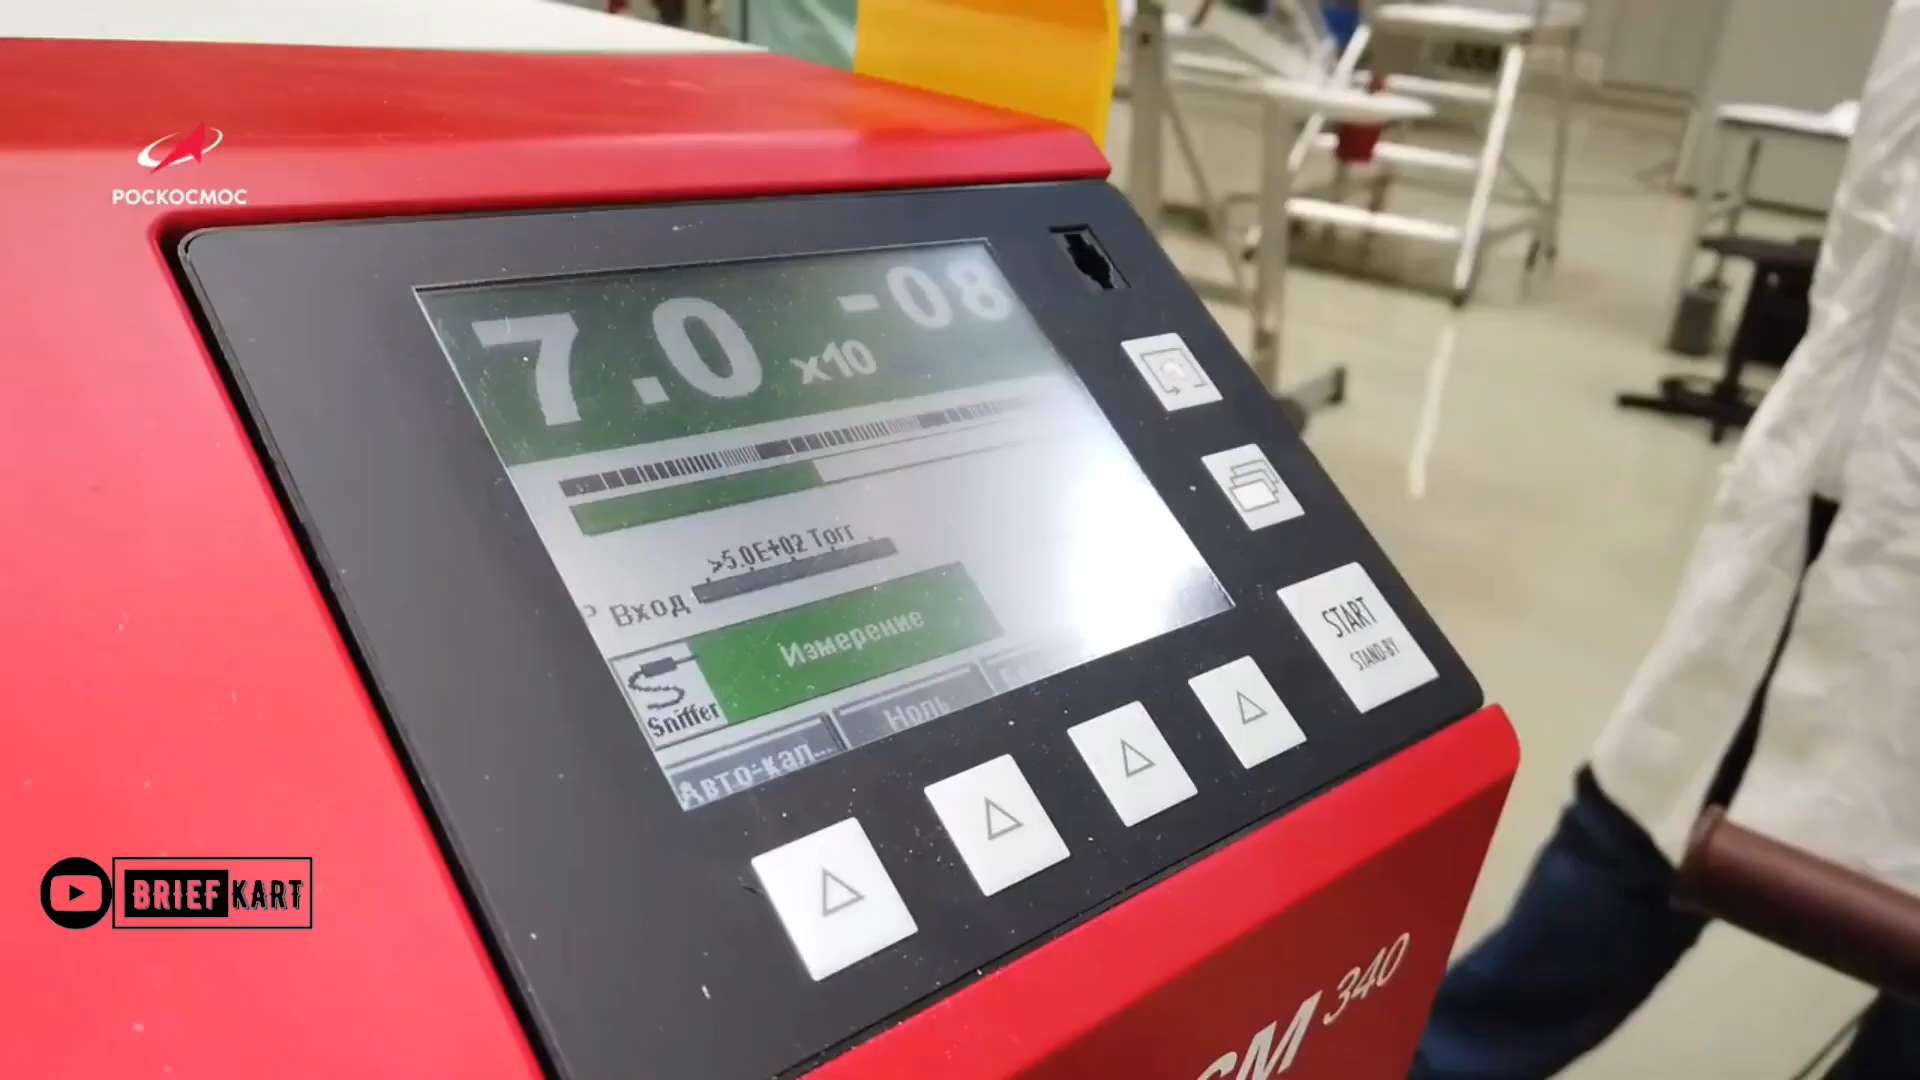 РОСКОСМОС
7.0 x10 -08
>5.0E+02 Torr
P Вход
Измерение
Sniffer
Авто-кал...
Ноль
START
STAND-BY
BRIEF KART
SM 340